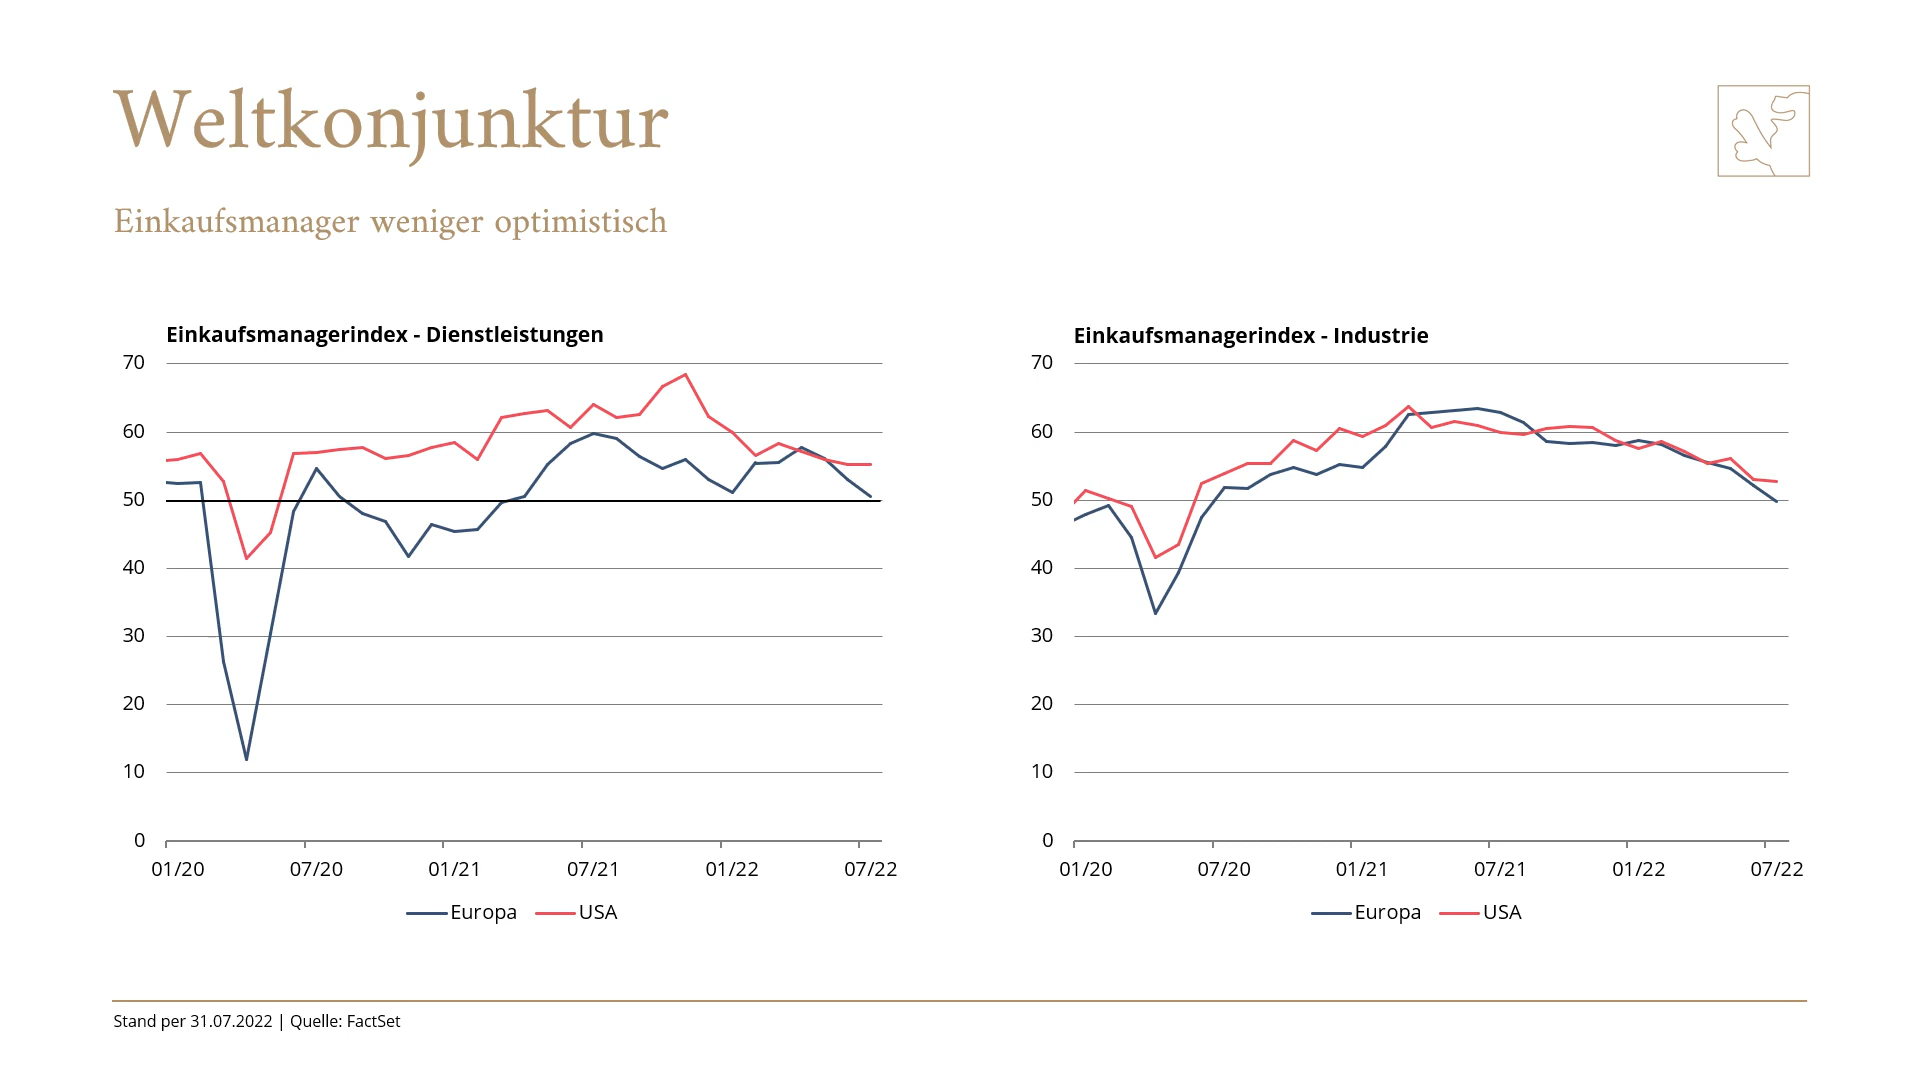 Weltkonjunktur
Einkaufsmanager weniger optimistisch
Einkaufsmanagerindex - Dienstleistungen
70
60
50
40
30
20
10
0
01/20 07/20 01/21 07/21 01/22 07/22
Europa USA
Einkaufsmanagerindex - Industrie
70
60
50
40
30
20
10
0
01/20 07/20 01/21 07/21 01/22 07/22
Europa USA
Stand per 31.07.2022 | Quelle: FactSet